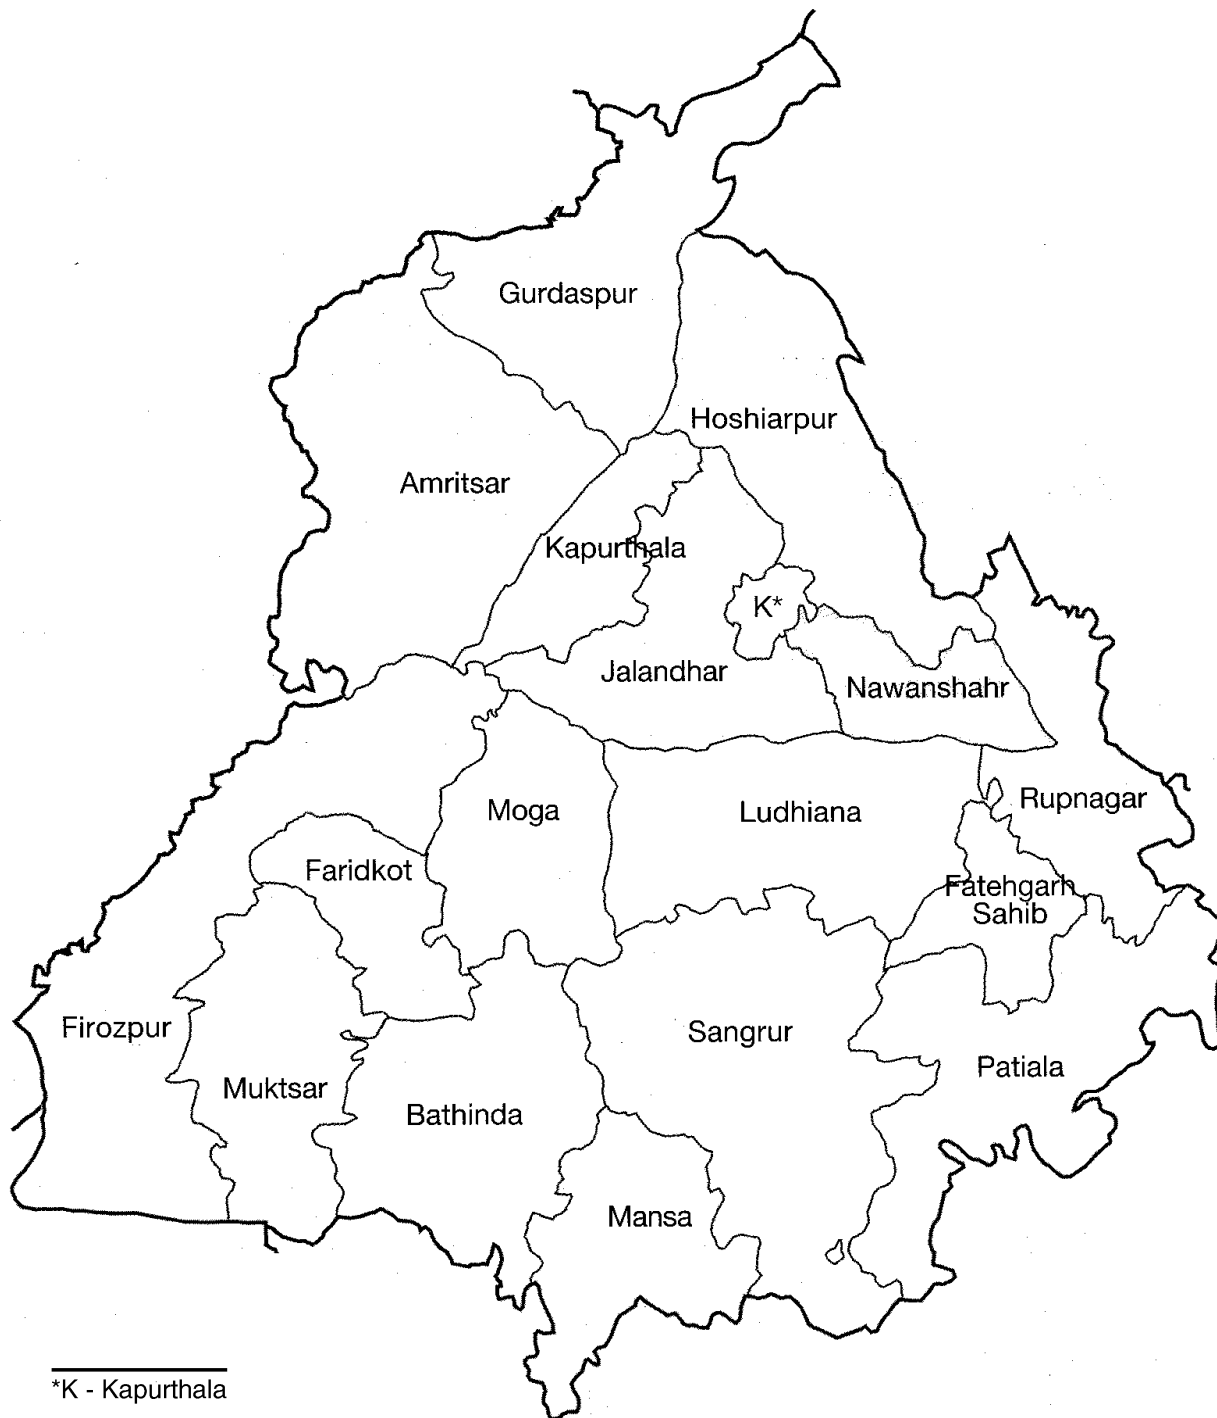 Gurdaspur
Hoshiarpur
Amritsar
Kapurthala
K*
Jalandhar
Nawanshahr
Moga
Ludhiana
Rupnagar
Faridkot
Fatehgarh
Sahib
Firozpur
Sangrur
Patiala
Muktsar
Bathinda
Mansa
*K - Kapurthala